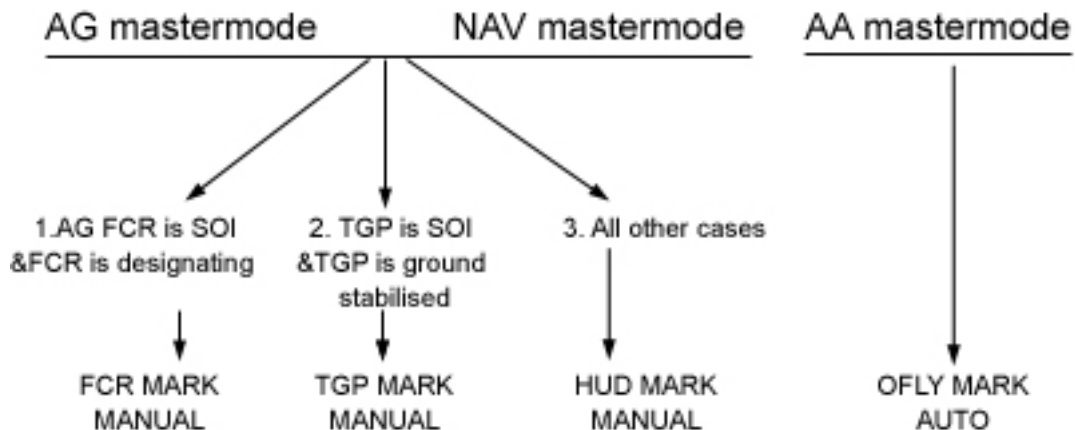 AG mastermode NAV mastermode AA mastermode
1.AG FCR is SOI
&FCR is designating
2. TGP is SOI
&TGP is ground
stabilised
3. All other cases
FCR MARK
MANUAL
TGP MARK
MANUAL
HUD MARK
MANUAL
OFLY MARK
AUTO